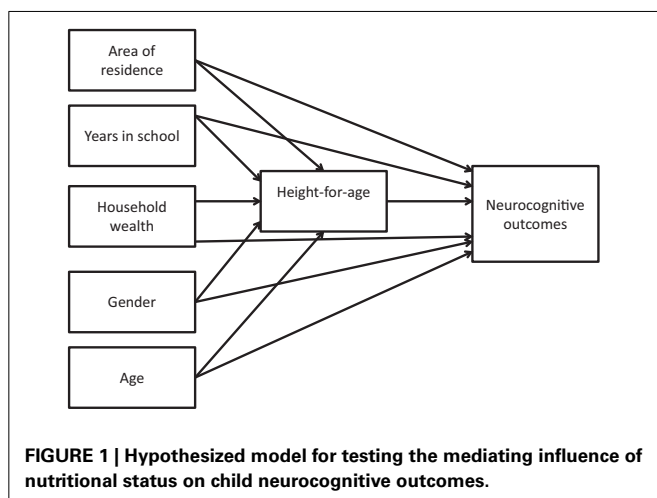 Area of
residence
Years in school
Household
wealth
Gender
Age
Height-for-age
Neurocognitive
outcomes
FIGURE 1 | Hypothesized model for testing the mediating influence of
nutritional status on child neurocognitive outcomes.